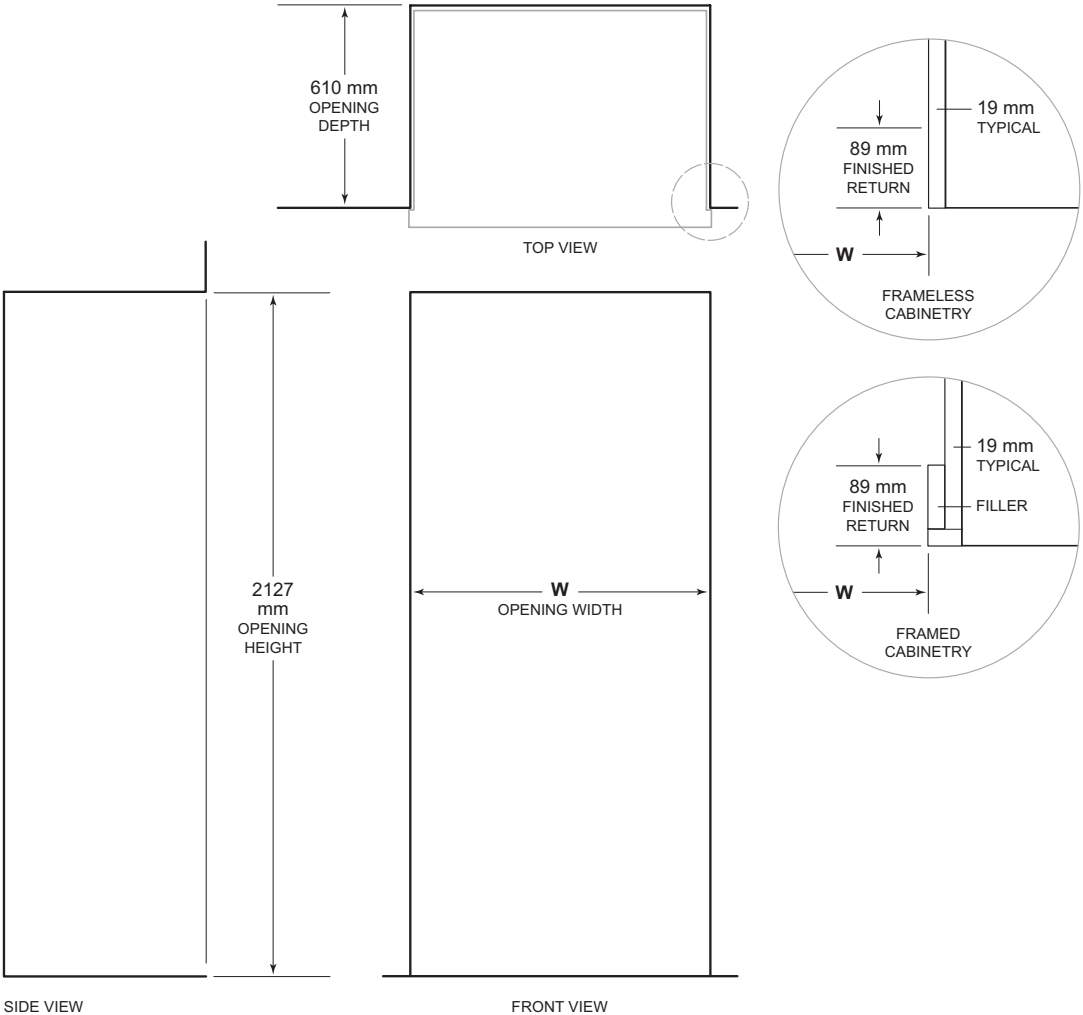 610 mm
OPENING
DEPTH
TOP VIEW
19 mm
TYPICAL
89 mm
FINISHED
RETURN
W
FRAMELESS
CABINETRY
2127
mm
OPENING
HEIGHT
W
OPENING WIDTH
19 mm
TYPICAL
89 mm
FINISHED
RETURN
FILLER
W
FRAMED
CABINETRY
SIDE VIEW
FRONT VIEW